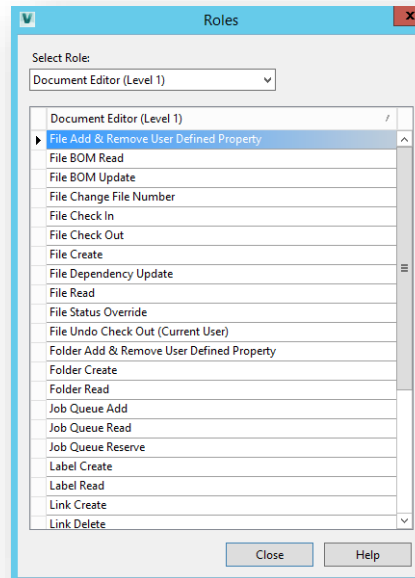 Roles
Select Role:
Document Editor (Level 1)
Document Editor (Level 1)
File Add & Remove User Defined Property
File BOM Read
File BOM Update
File Change File Number
File Check In
File Check Out
File Create
File Dependency Update
File Read
File Status Override
File Undo Check Out (Current User)
Folder Add & Remove User Defined Property
Folder Create
Folder Read
Job Queue Add
Job Queue Read
Job Queue Reserve
Label Create
Label Read
Link Create
Link Delete
Close Help